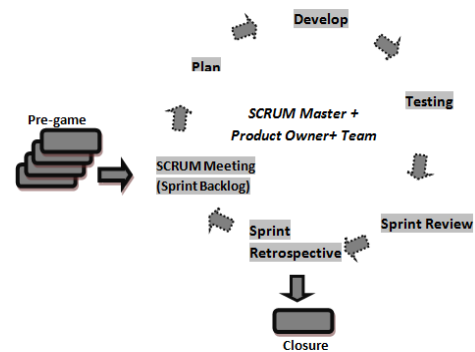 Develop
Plan
Testing
Pre-game
SCRUM Master +
Product Owner+ Team
SCRUM Meeting
(Sprint Backlog)
Sprint Review
Sprint
Retrospective
Closure